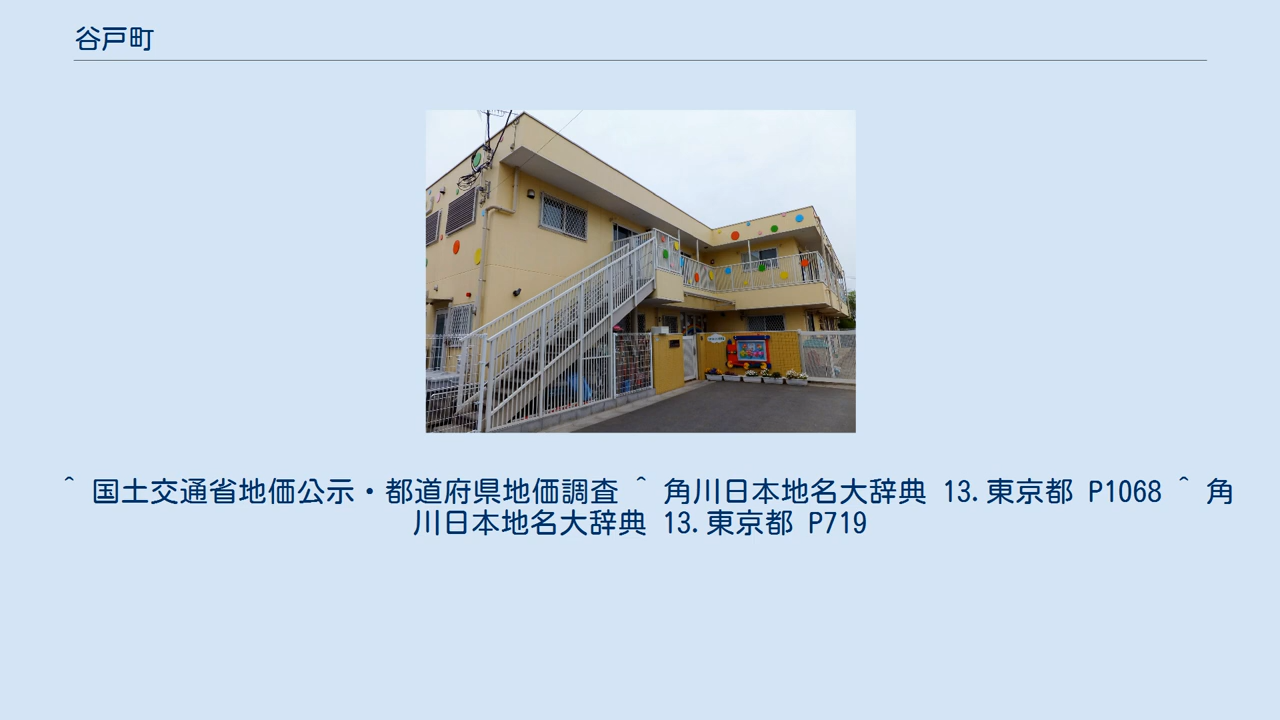 谷戸町
^ 国土交通省地価公示・都道府県地価調査 ^ 角川日本地名大辞典 13.東京都 P1068 ^ 角
川日本地名大辞典 13.東京都 P719